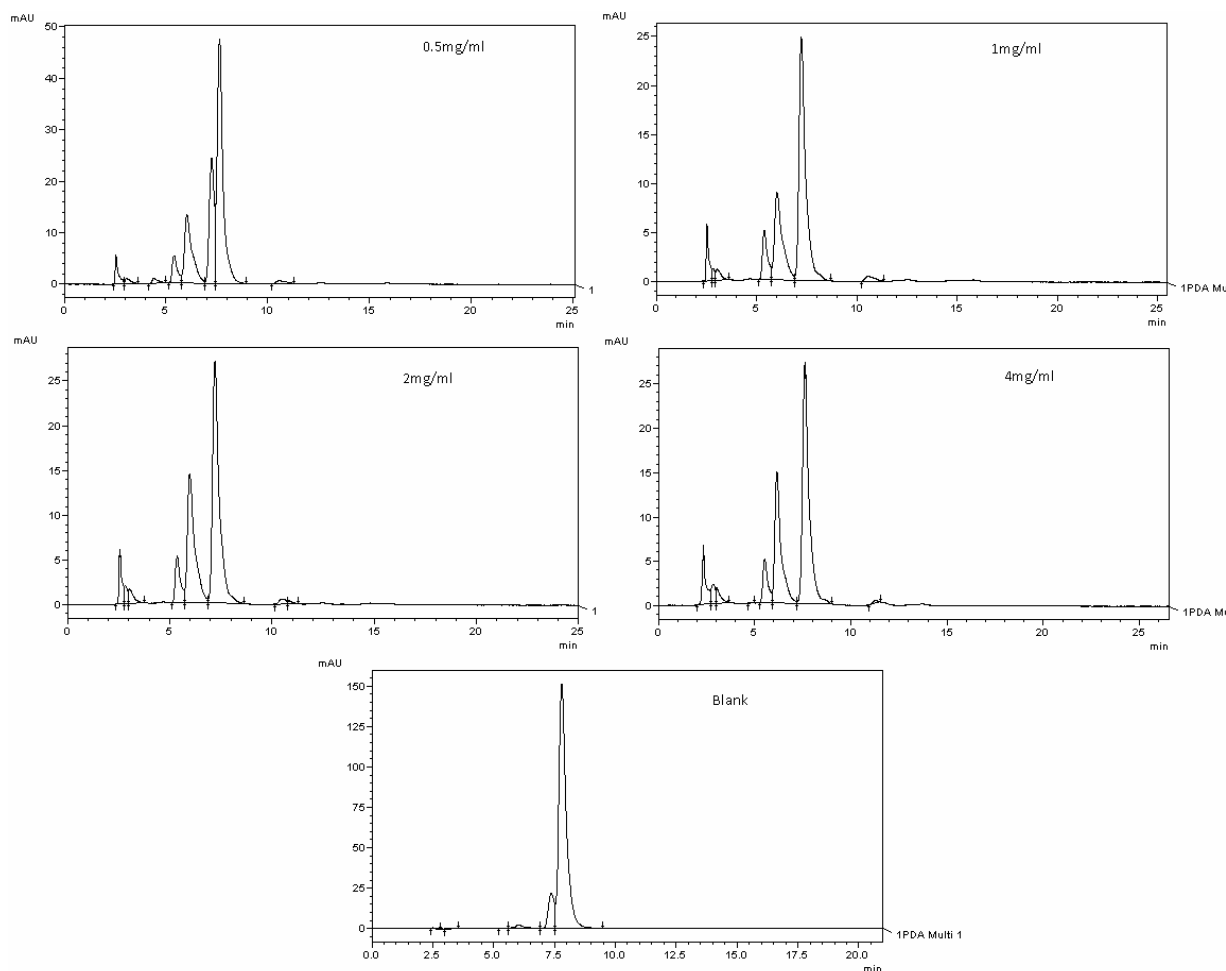 mAU
50
0.5mg/ml
40
30
20
10
0
1
0 5 10 15 20 25
min
mAU
25
1mg/ml
20
15
10
5
0
1PDA Mu
0 5 10 15 20 25
min
mAU
25
2mg/ml
20
15
10
5
0
1
0 5 10 15 20 25
min
mAU
25
4mg/ml
20
15
10
5
0
1PDA Mu
0 5 10 15 20 25
min
mAU
150
Blank
125
100
75
50
25
0
1PDA Multi 1
0.0 2.5 5.0 7.5 10.0 12.5 15.0 17.5 20.0
min